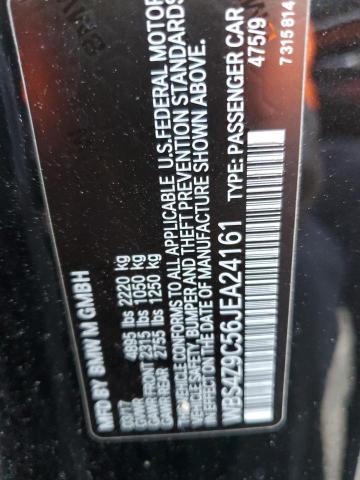 MFD BY BMW M GMBH
03/17
GVWR 4895 lbs 2220 kg
GAWR FRONT 2315 lbs 1050 kg
GAWR REAR 2755 lbs 1250 kg
THIS VEHICLE CONFORMS TO ALL APPLICABLE U.S. FEDERAL MOTOR
VEHICLE SAFETY, BUMPER AND THEFT PREVENTION STANDARDS
IN EFFECT ON THE DATE OF MANUFACTURE SHOWN ABOVE.
WBS4Z9C56JEA24161 TYPE: PASSENGER CAR
475/9
7 315 814